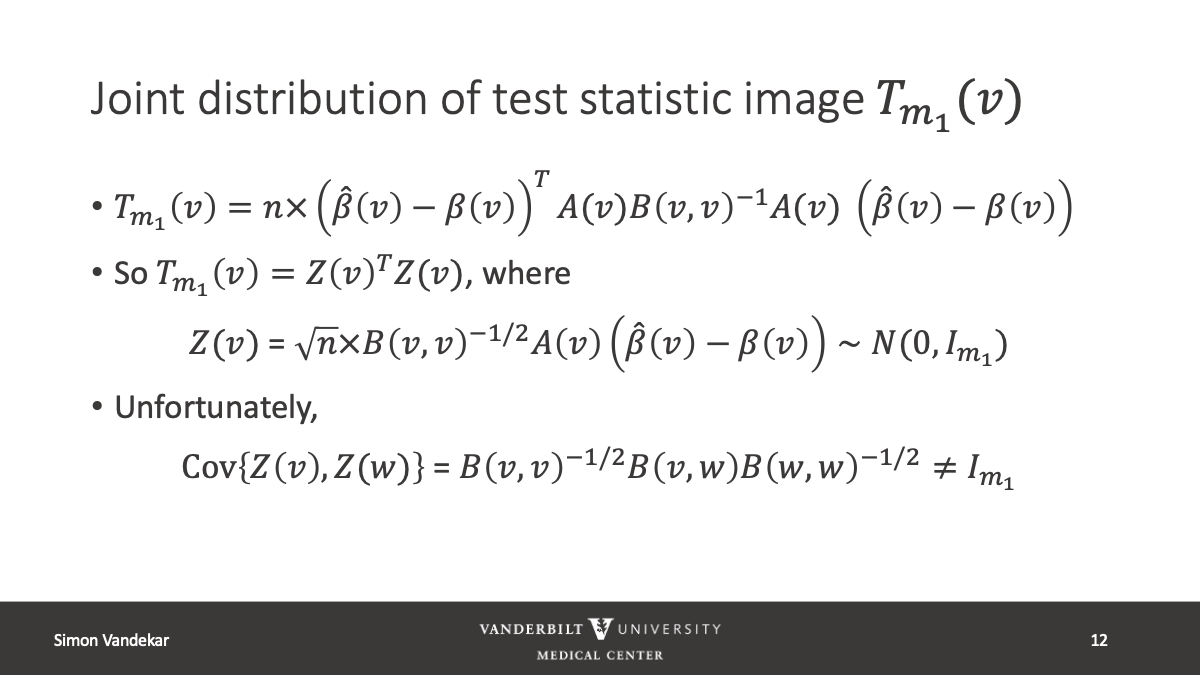 Joint distribution of test statistic image $T_{m_1}(v)$
• $T_{m_1}(v) = n \times \left(\hat{\beta}(v) - \beta(v)\right)^T A(v)B(v,v)^{-1}A(v) \left(\hat{\beta}(v) - \beta(v)\right)$
• So $T_{m_1}(v) = Z(v)^T Z(v)$, where
$Z(v) = \sqrt{n} \times B(v,v)^{-1/2} A(v) \left(\hat{\beta}(v) - \beta(v)\right) \sim N(0, I_{m_1})$
• Unfortunately,
$\text{Cov}\{Z(v), Z(w)\} = B(v,v)^{-1/2} B(v,w) B(w,w)^{-1/2} \neq I_{m_1}$
Simon Vandekar
VANDERBILT UNIVERSITY
MEDICAL CENTER
12